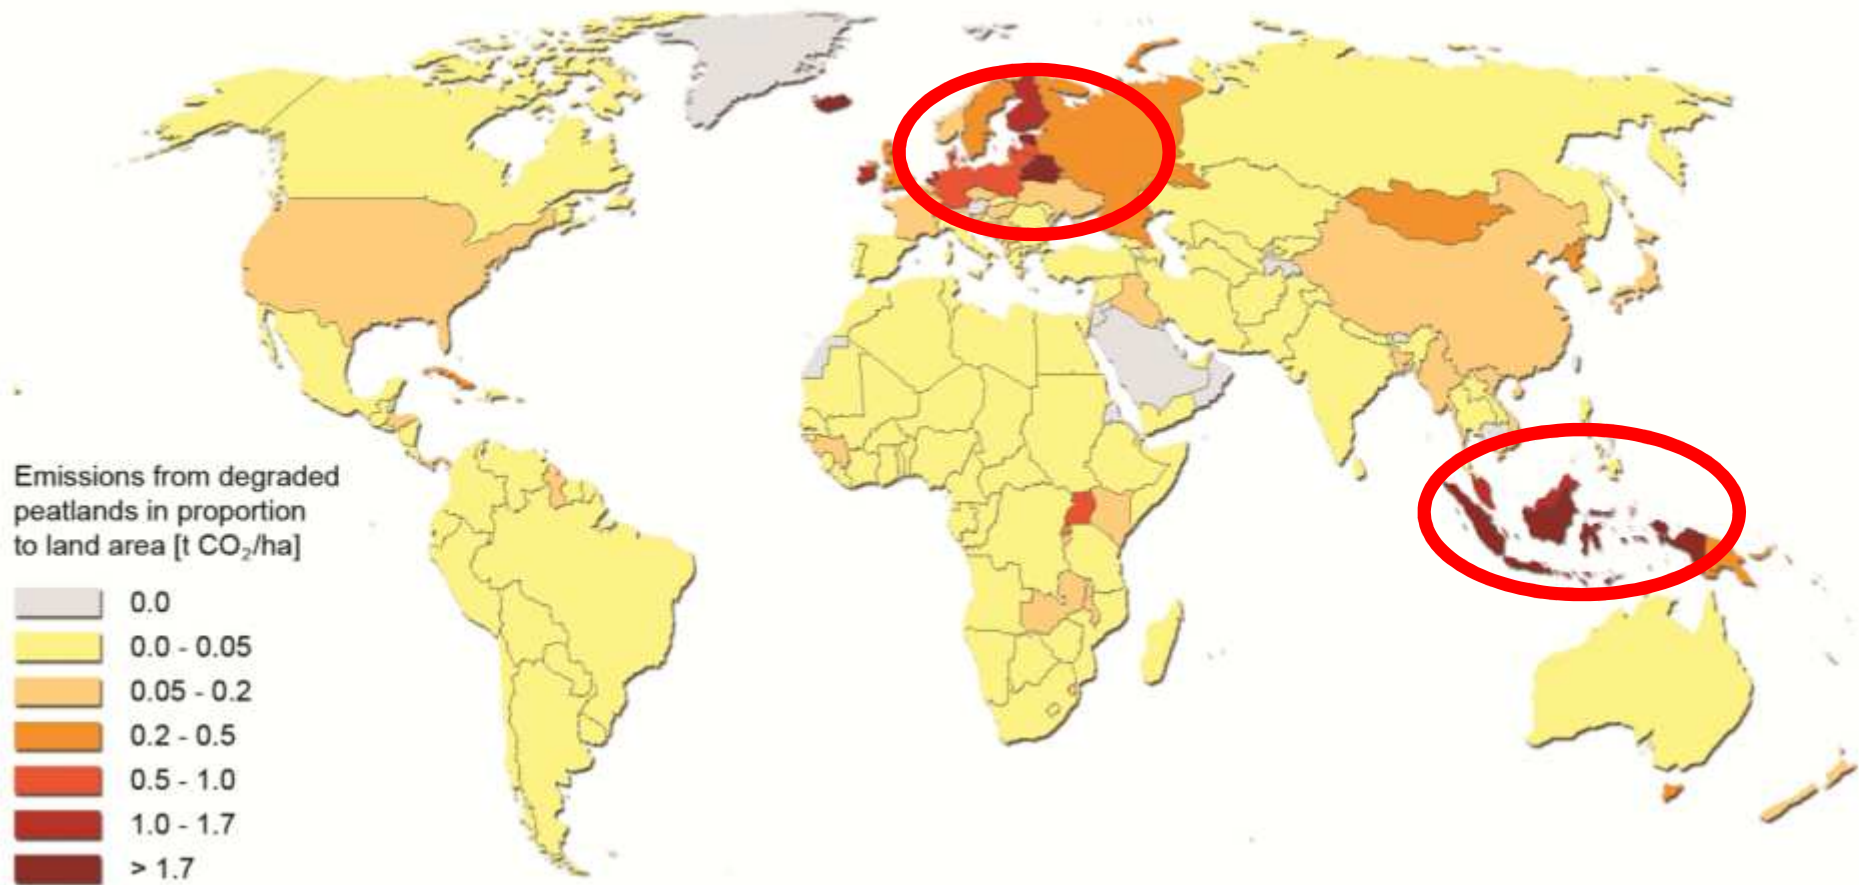 Emissions from degraded
peatlands in proportion
to land area [t CO₂/ha]
0.0
0.0 - 0.05
0.05 - 0.2
0.2 - 0.5
0.5 - 1.0
1.0 - 1.7
> 1.7